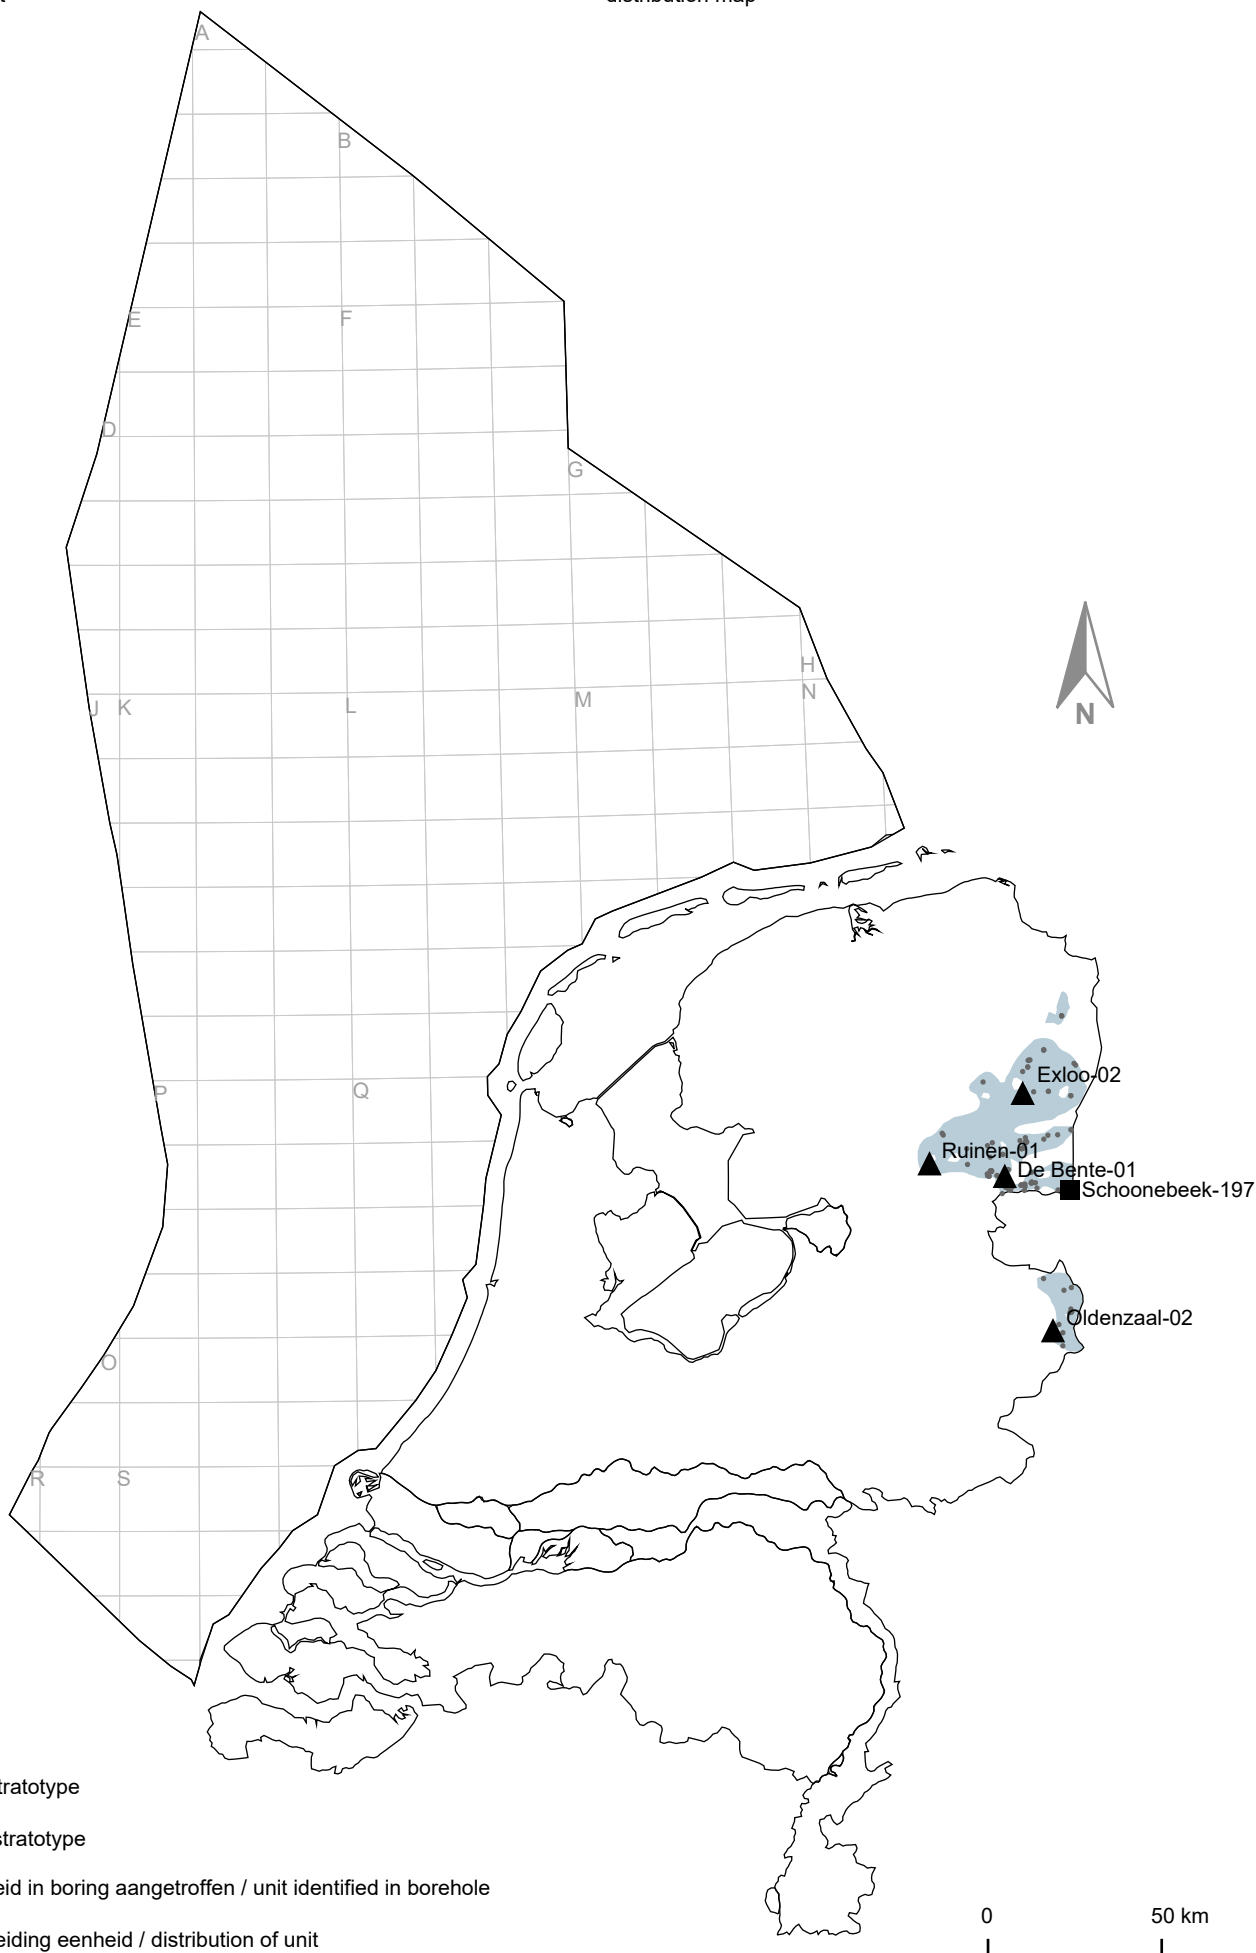 distribution map
A
B
E
F
D
G
H
N
J K
L
M
N
P
Q
Exloo-02
Ruinen-01
De Bente-01
Schoonebeek-197
Oldenzaal-02
O
R
S
tratotype
stratotype
eid in boring aangetroffen / unit identified in borehole
eiding eenheid / distribution of unit
0
50 km